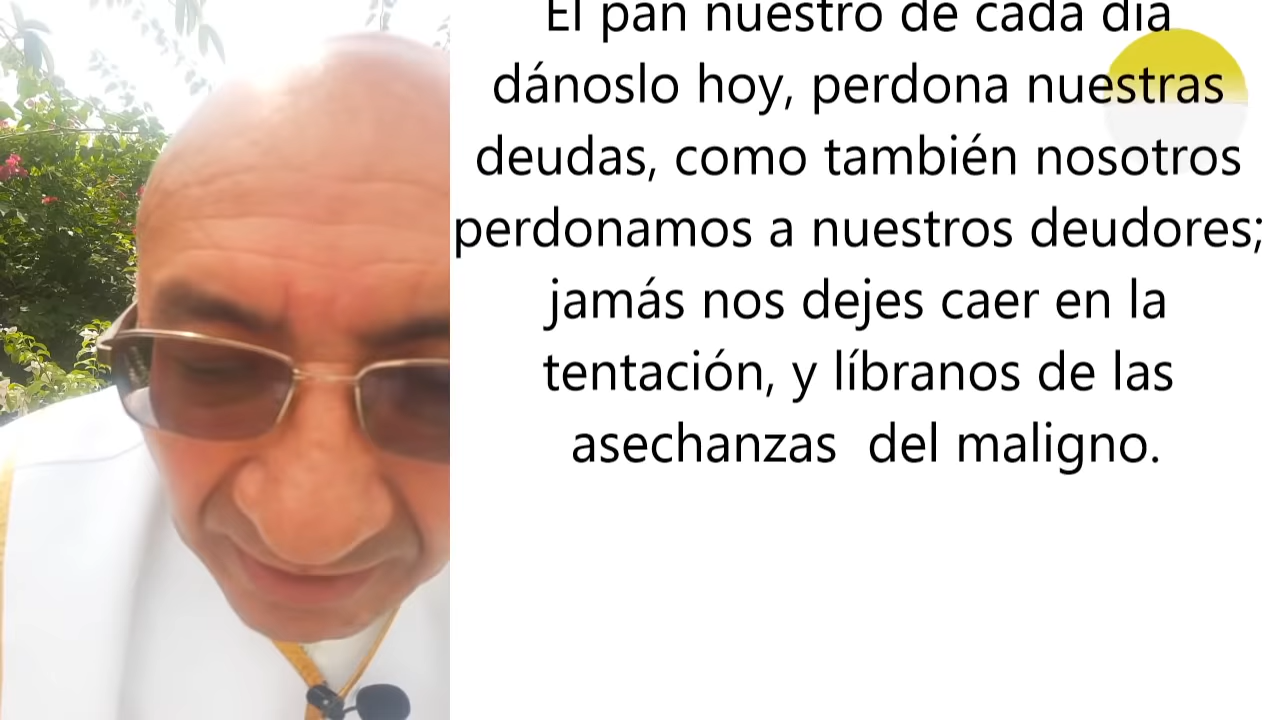 El pan nuestro de cada día
dánoslo hoy, perdona nuestras
deudas, como también nosotros
perdonamos a nuestros deudores;
jamás nos dejes caer en la
tentación, y líbranos de las
asechanzas  del maligno.